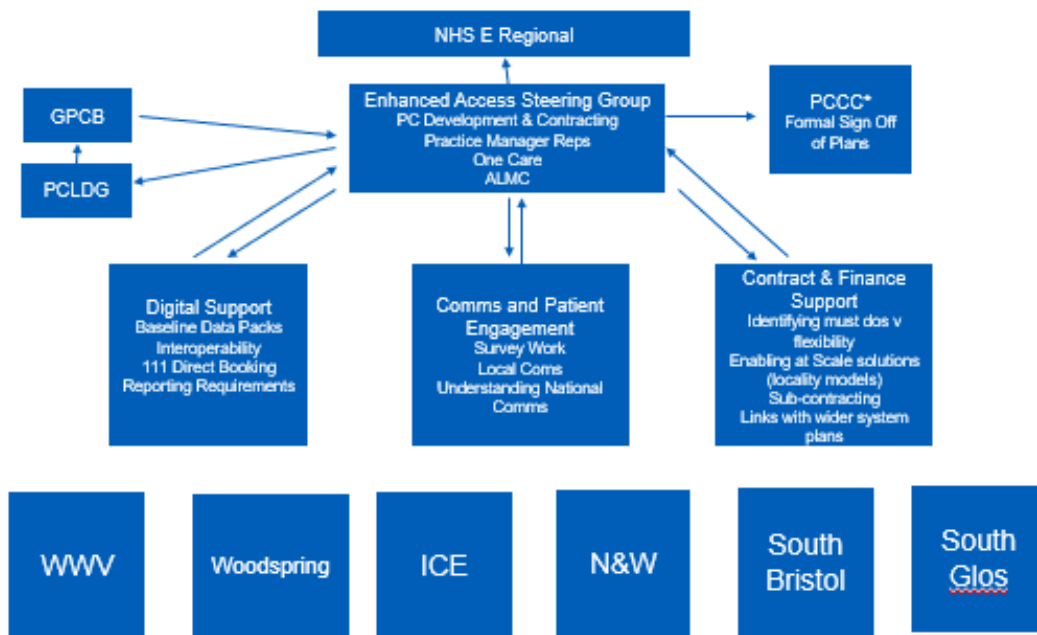 NHS E Regional
Enhanced Access Steering Group
PC Development & Contracting
Practice Manager Reps
One Care
ALMC
GPCB
PCLDG
PCCC*
Formal Sign Off
of Plans
Digital Support
Baseline Data Packs
Interoperability
111 Direct Booking
Reporting Requirements
Comms and Patient
Engagement
Survey Work
Local Coms
Understanding National
Comms
Contract & Finance
Support
Identifying must dos v
flexibility
Enabling at Scale solutions
(locality models)
Sub-contracting
Links with wider system
plans
WWV
Woodspring
ICE
N&W
South
Bristol
South
Glos